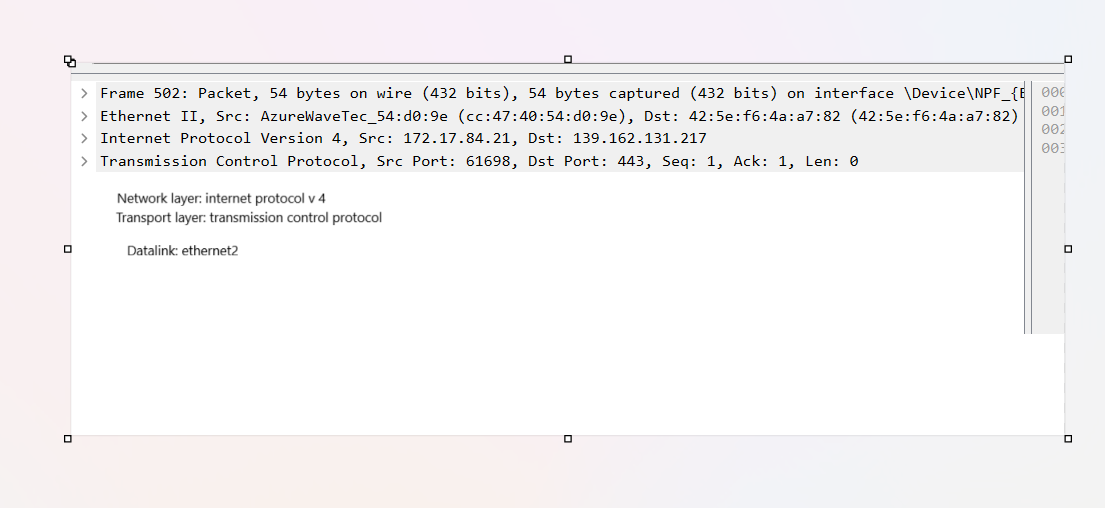 Frame 502: Packet, 54 bytes on wire (432 bits), 54 bytes captured (432 bits) on interface \Device\NPF_{
Ethernet II, Src: AzureWaveTec_54:d0:9e (cc:47:40:54:d0:9e), Dst: 42:5e:f6:4a:a7:82 (42:5e:f6:4a:a7:82)
Internet Protocol Version 4, Src: 172.17.84.21, Dst: 139.162.131.217
Transmission Control Protocol, Src Port: 61698, Dst Port: 443, Seq: 1, Ack: 1, Len: 0
000
001
002
003
Network layer: internet protocol v 4
Transport layer: transmission control protocol
Datalink: ethernet2